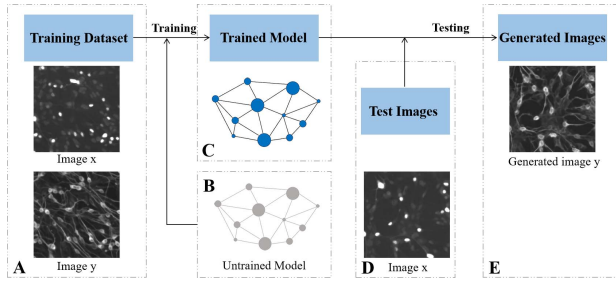 Training Dataset
Training
Trained Model
Testing
Generated Images
Image x
Image y
A
C
B
Untrained Model
Test Images
D
Image x
Generated image y
E